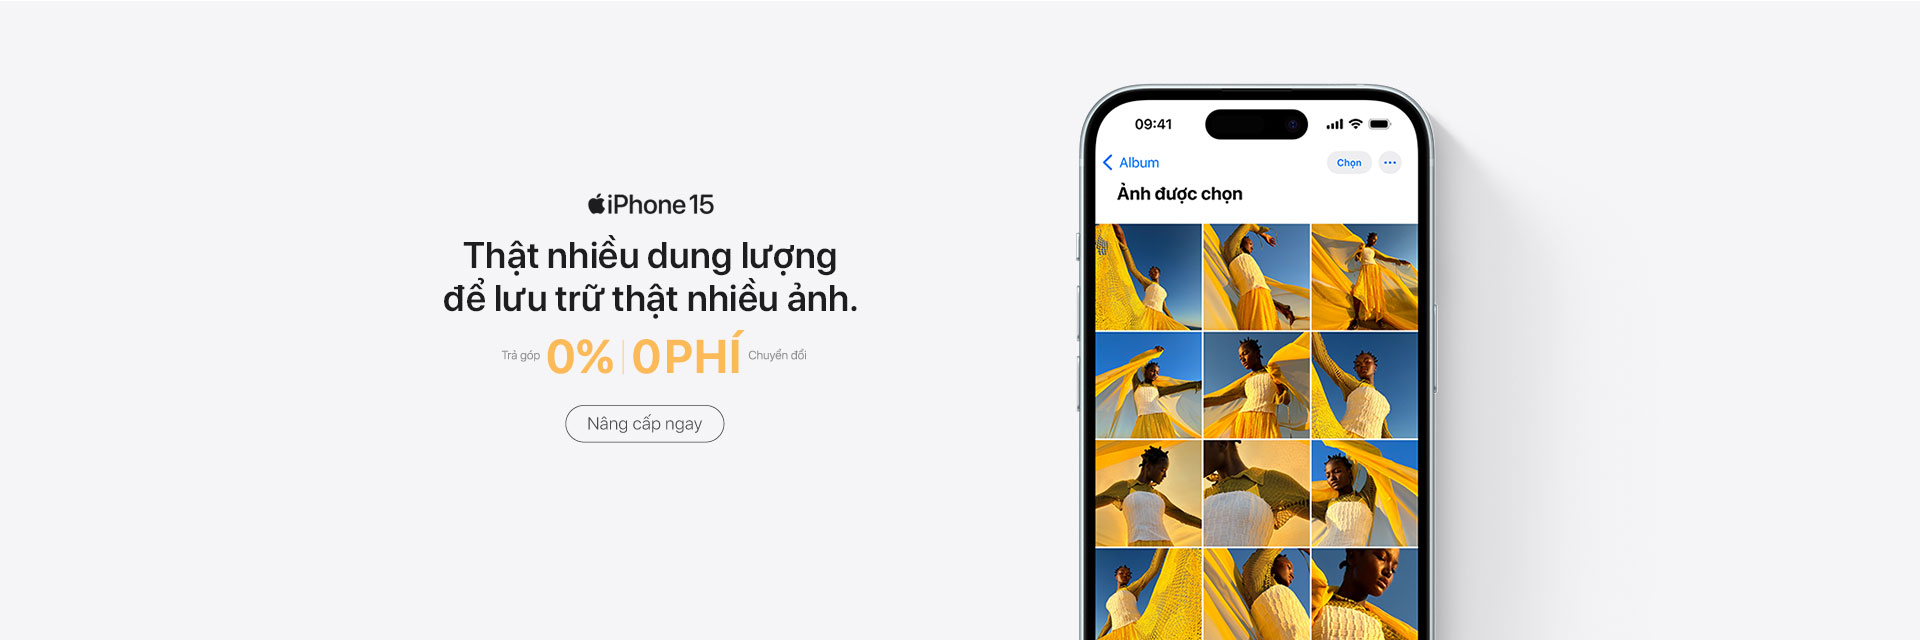 iPhone 15
Thật nhiều dung lượng
để lưu trữ thật nhiều ảnh.
Trả góp 0% | 0 PHÍ Chuyển đổi
Nâng cấp ngay
09:41
Album
Chọn
Ảnh được chọn